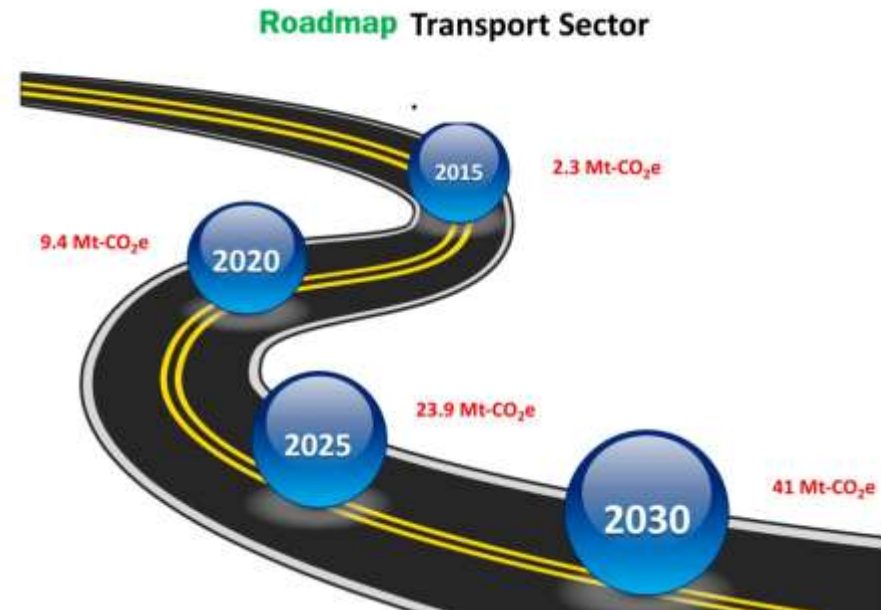 Roadmap Transport Sector
2015
2.3 Mt-CO₂e
9.4 Mt-CO₂e
2020
23.9 Mt-CO₂e
2025
2030
41 Mt-CO₂e